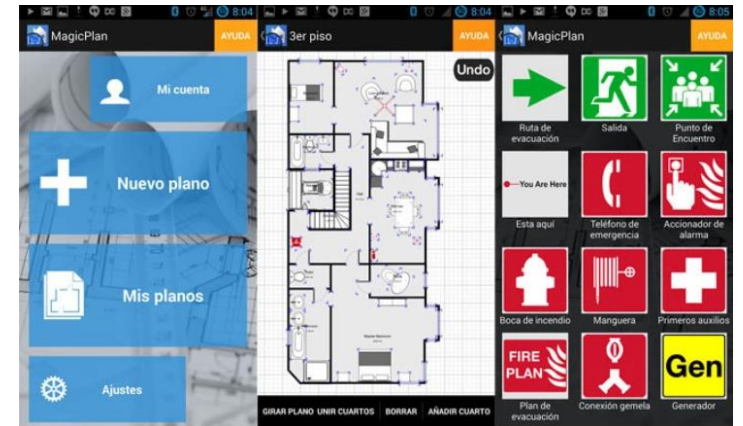 8:04
MagicPlan
AYUDA
Mi cuenta
Nuevo plano
Mis planos
Ajustes
8:04
3er piso
AYUDA
Undo
GIRAR PLANO UNIR CUARTOS BORRAR AÑADIR CUARTO
8:05
MagicPlan
AYUDA
Ruta de
evacuación
Salida
Punto de
Encuentro
You Are Here
Esta aquí
Teléfono de
emergencia
Accionador de
alarma
Boca de incendio
Manguera
Primeros auxilios
FIRE
PLAN
Plan de
evacuación
Conexión gemela
Gen
Generador